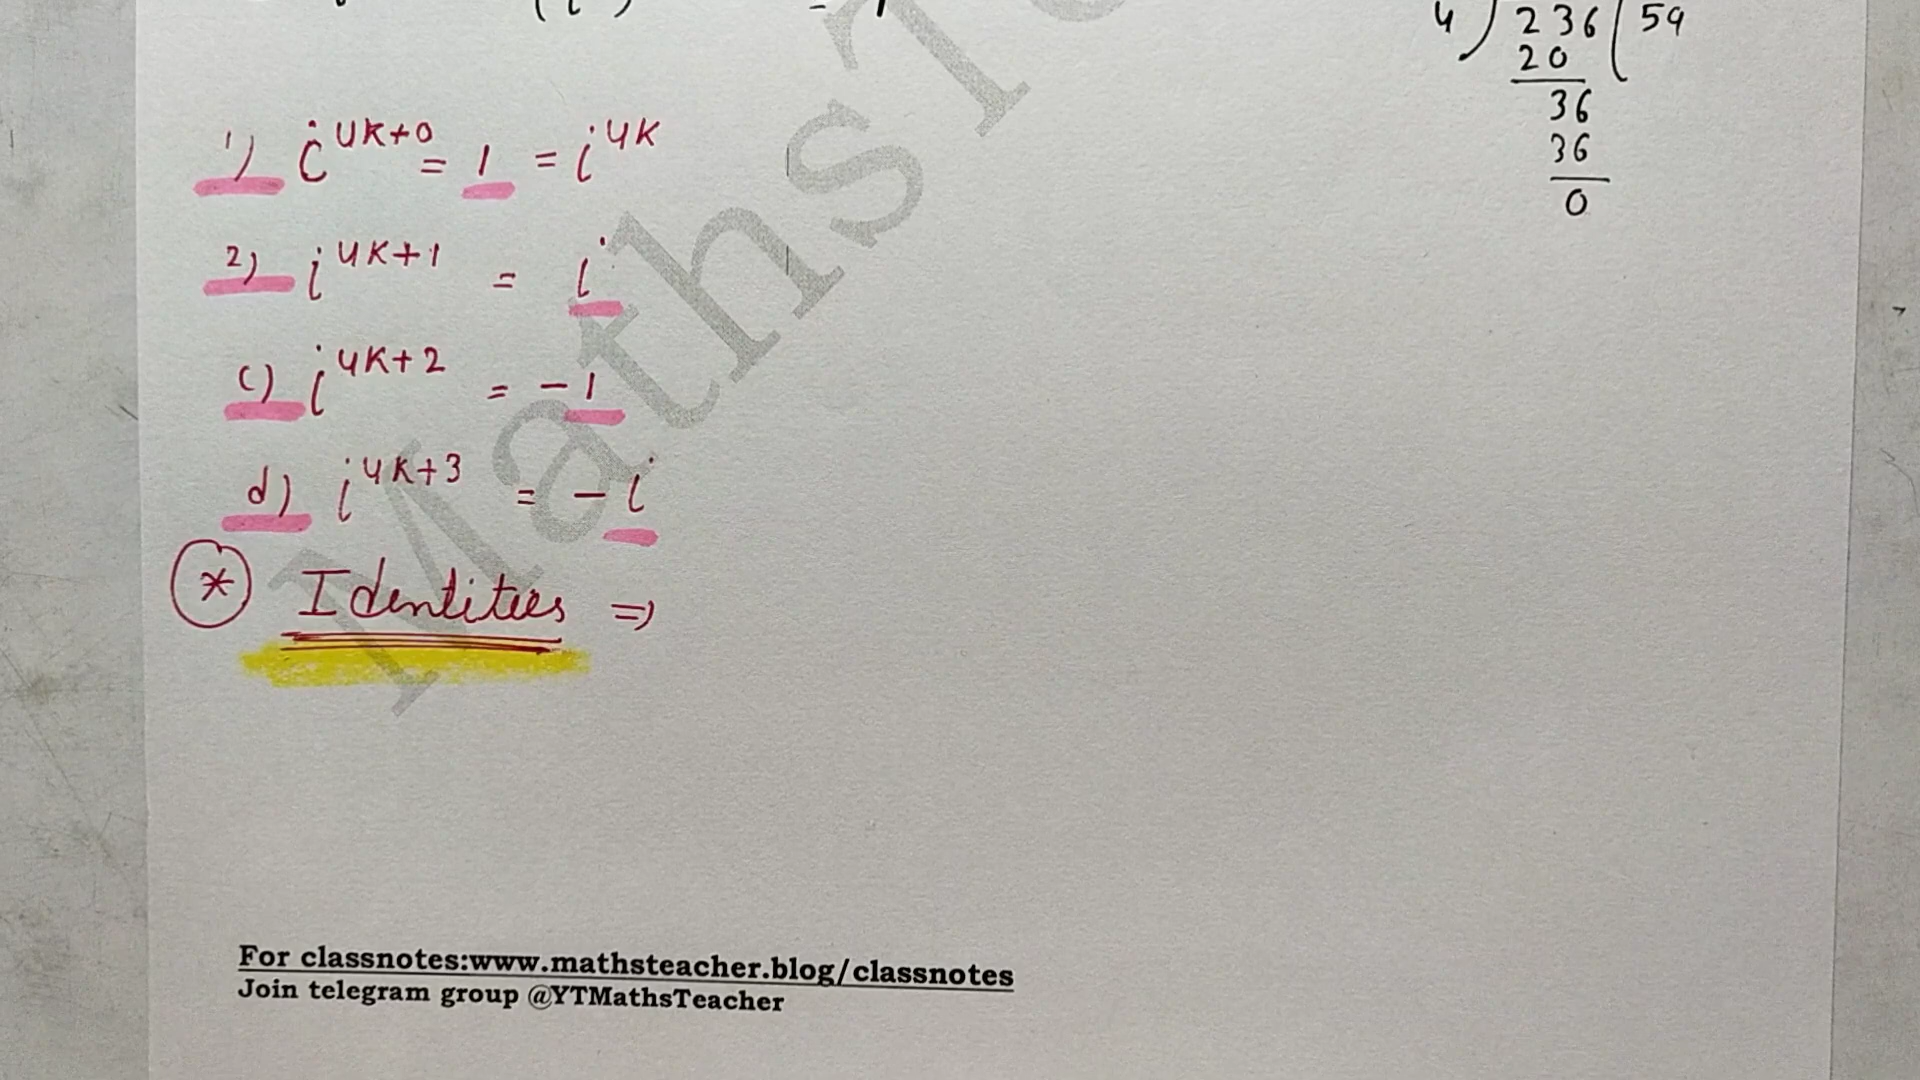 4 ) 236 ( 59
20
36
36
0
1) i^4K+0 = 1 = i^4K
2) i^4K+1 = i
c) i^4K+2 = -1
d) i^4K+3 = -i
* Identities =>
Maths
For classnotes:www.mathsteacher.blog/classnotes
Join telegram group @YTMathsTeacher